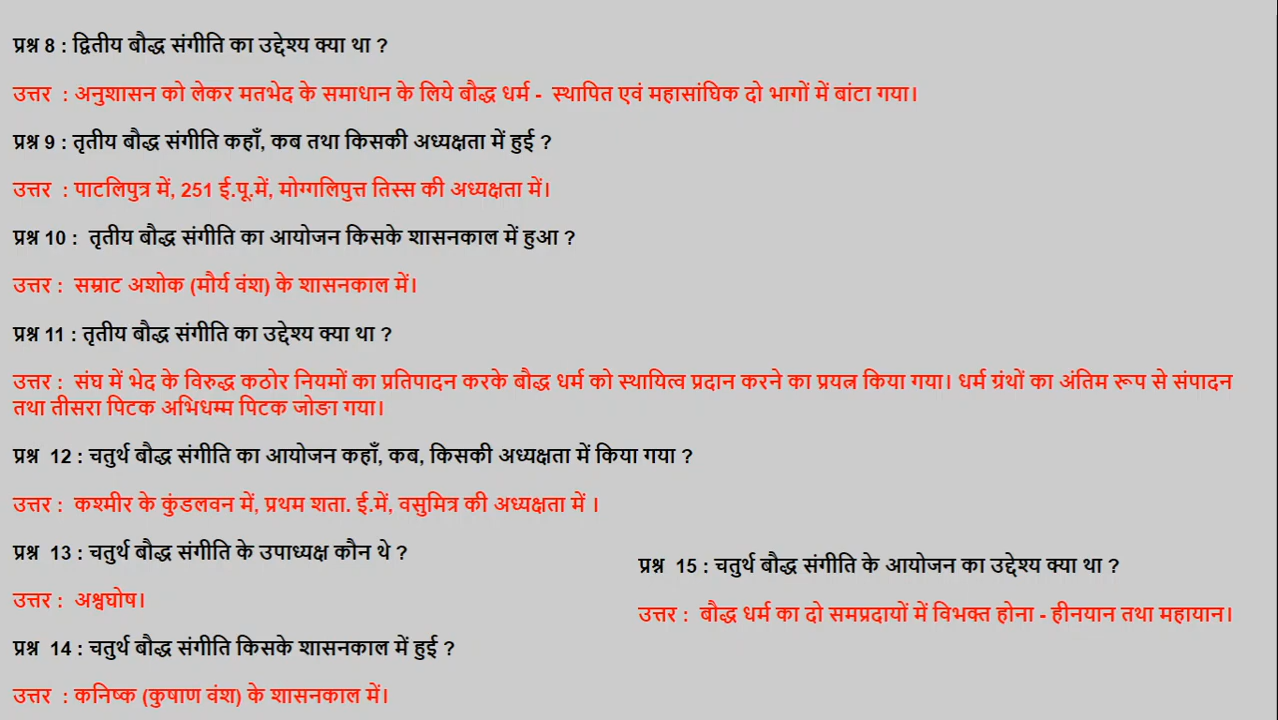 प्रश्न 8 : द्वितीय बौद्ध संगीति का उद्देश्य क्या था ?
उत्तर : अनुशासन को लेकर मतभेद के समाधान के लिये बौद्ध धर्म - स्थापित एवं महासांघिक दो भागों में बांटा गया।
प्रश्न 9 : तृतीय बौद्ध संगीति कहाँ, कब तथा किसकी अध्यक्षता में हुई ?
उत्तर : पाटलिपुत्र में, 251 ई.पू.में, मोग्गलिपुत्त तिस्स की अध्यक्षता में।
प्रश्न 10 : तृतीय बौद्ध संगीति का आयोजन किसके शासनकाल में हुआ ?
उत्तर : सम्राट अशोक (मौर्य वंश) के शासनकाल में।
प्रश्न 11 : तृतीय बौद्ध संगीति का उद्देश्य क्या था ?
उत्तर : संघ में भेद के विरुद्ध कठोर नियमों का प्रतिपादन करके बौद्ध धर्म को स्थायित्व प्रदान करने का प्रयत्न किया गया। धर्म ग्रंथों का अंतिम रूप से संपादन
तथा तीसरा पिटक अभिधम्म पिटक जोङा गया।
प्रश्न 12 : चतुर्थ बौद्ध संगीति का आयोजन कहाँ, कब, किसकी अध्यक्षता में किया गया ?
उत्तर : कश्मीर के कुंडलवन में, प्रथम शता. ई.में, वसुमित्र की अध्यक्षता में ।
प्रश्न 13 : चतुर्थ बौद्ध संगीति के उपाध्यक्ष कौन थे ?
उत्तर : अश्वघोष।
प्रश्न 14 : चतुर्थ बौद्ध संगीति किसके शासनकाल में हुई ?
उत्तर : कनिष्क (कुषाण वंश) के शासनकाल में।
प्रश्न 15 : चतुर्थ बौद्ध संगीति के आयोजन का उद्देश्य क्या था ?
उत्तर : बौद्ध धर्म का दो समप्रदायों में विभक्त होना - हीनयान तथा महायान।